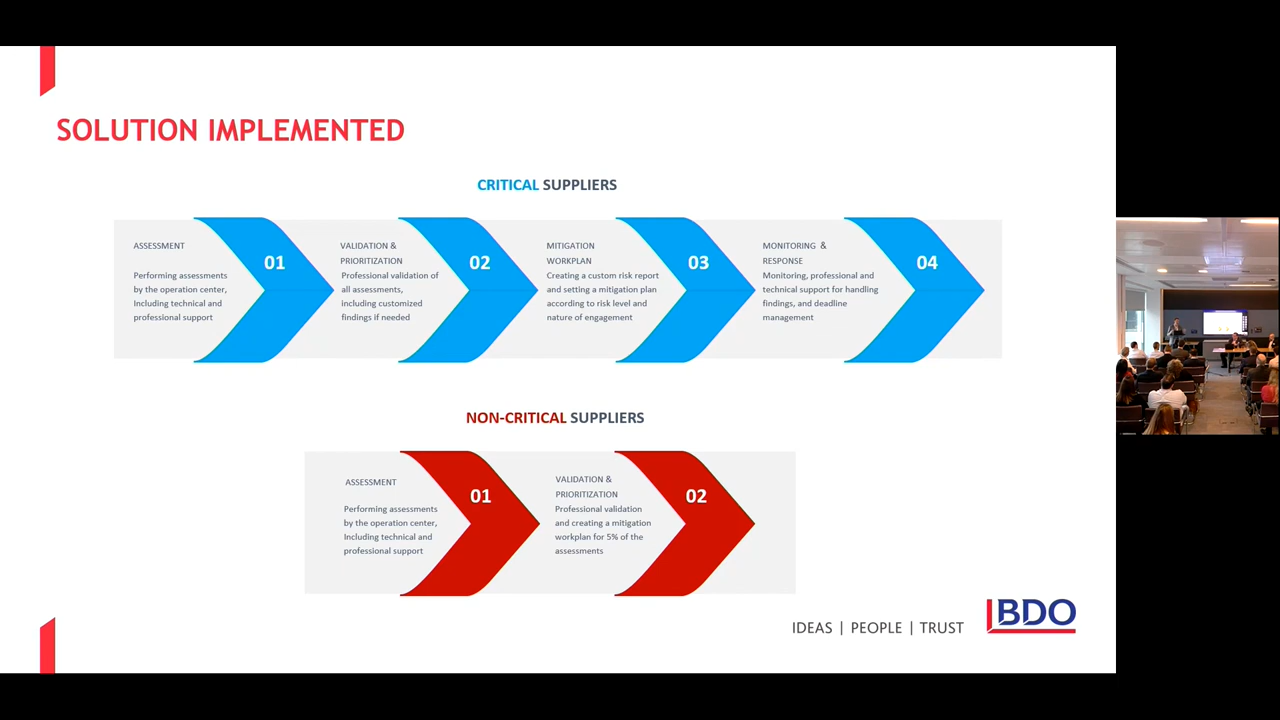 SOLUTION IMPLEMENTED
CRITICAL SUPPLIERS
ASSESSMENT
Performing assessments
by the operation center,
Including technical and
professional support
01
VALIDATION &
PRIORITIZATION
Professional validation of
all assessments,
including customized
findings if needed
02
MITIGATION
WORKPLAN
Creating a custom risk report
and setting a mitigation plan
according to risk level and
nature of engagement
03
MONITORING &
RESPONSE
Monitoring, professional and
technical support for handling
findings, and deadline
management
04
NON-CRITICAL SUPPLIERS
ASSESSMENT
Performing assessments
by the operation center,
Including technical and
professional support
01
VALIDATION &
PRIORITIZATION
Professional validation
and creating a mitigation
workplan for 5% of the
assessments
02
IDEAS | PEOPLE | TRUST
BDO